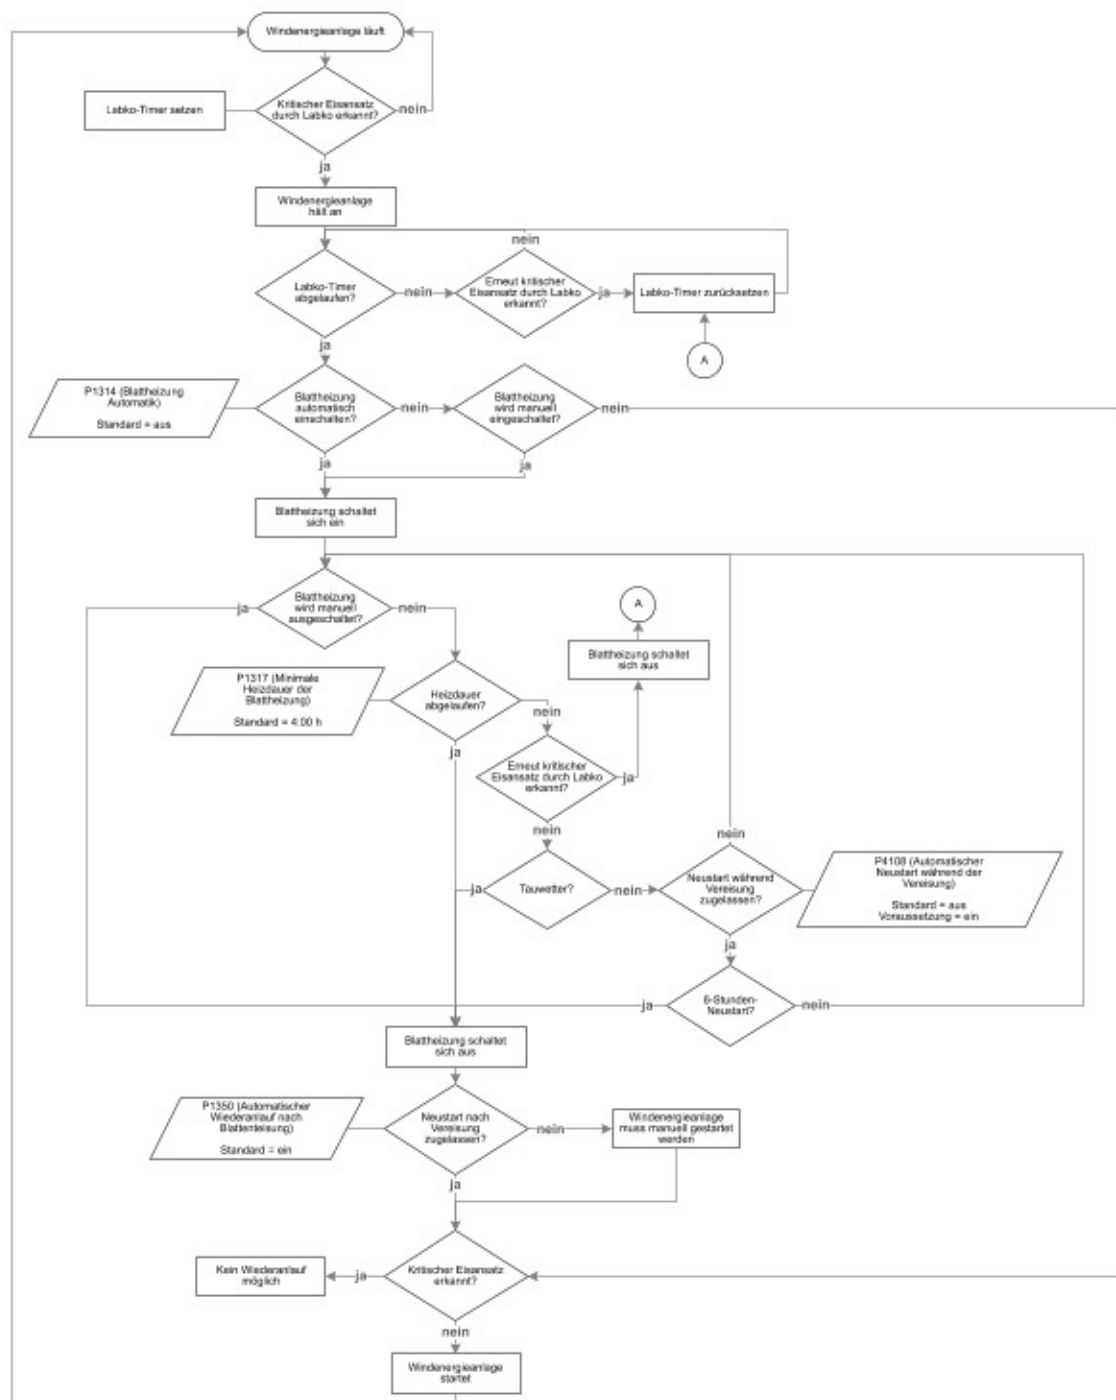 Windenergieanlage läuft
Labko-Timer setzen
Kritischer Eisansatz
durch Labko erkannt?
nein
ja
Windenergieanlage
hält an
nein
Labko-Timer
abgelaufen?
nein
Erneut kritischer
Eisansatz durch Labko
erkannt?
ja
Labko-Timer zurücksetzen
ja
A
P1314 (Blattheizung
Automatik)
Standard = aus
Blattheizung
automatisch
einschalten?
nein
Blattheizung
wird manuell
eingeschaltet?
nein
ja
ja
Blattheizung schaltet
sich ein
ja
Blattheizung
wird manuell
ausgeschaltet?
nein
A
Blattheizung schaltet
sich aus
P1317 (Minimale
Heizdauer der
Blattheizung)
Standard = 4:00 h
Heizdauer
abgelaufen?
nein
ja
Erneut kritischer
Eisansatz durch Labko
erkannt?
ja
nein
nein
ja
Tauwetter?
nein
Neustart während
Vereisung
zugelassen?
P4108 (Automatischer
Neustart während der
Vereisung)
Standard = aus
Voraussetzung = ein
ja
ja
6-Stunden-
Neustart?
nein
Blattheizung schaltet
sich aus
P1350 (Automatischer
Wiederanlauf nach
Blattenteisung)
Standard = ein
Neustart nach
Vereisung
zugelassen?
nein
Windenergieanlage
muss manuell gestartet
werden
ja
Kein Wiederanlauf
möglich
ja
Kritischer Eisansatz
erkannt?
nein
Windenergieanlage
startet